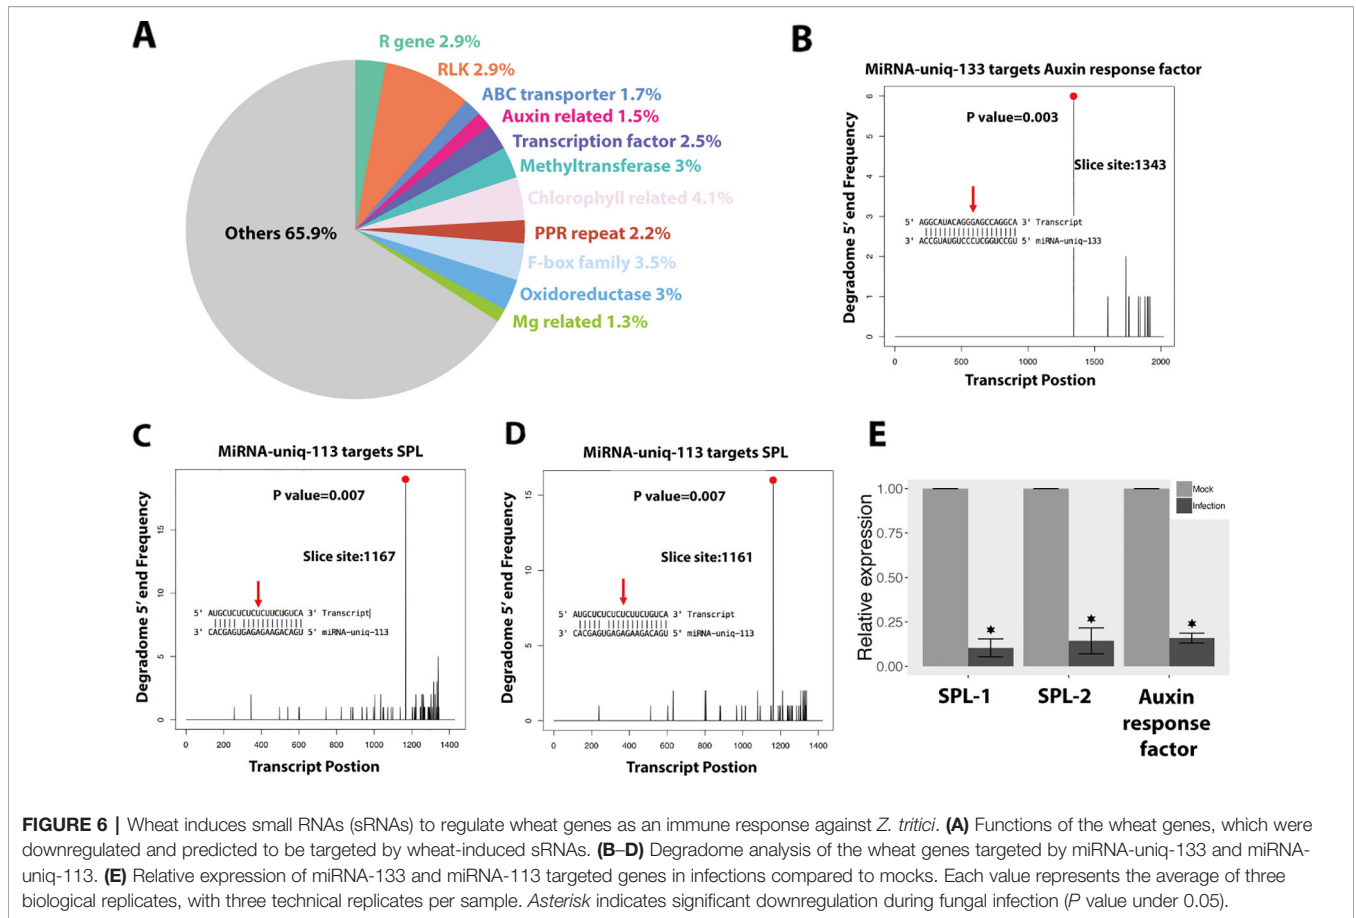 A
R gene 2.9%
RLK 2.9%
ABC transporter 1.7%
Auxin related 1.5%
Transcription factor 2.5%
Methyltransferase 3%
Chlorophyll related 4.1%
PPR repeat 2.2%
F-box family 3.5%
Oxidoreductase 3%
Mg related 1.3%
Others 65.9%
B
MiRNA-uniq-133 targets Auxin response factor
Degradome 5' end Frequency
6
5
4
3
2
1
0
P value=0.003
Slice site:1343
5' AGGCAUACAGGGAGCCAGGCA 3' Transcript
3' ACCGUAUGUCCCUCGGUCCGU 5' miRNA-uniq-133
0 500 1000 1500 2000
Transcript Postion
C
MiRNA-uniq-113 targets SPL
Degradome 5' end Frequency
15
10
5
0
P value=0.007
Slice site:1167
5' AUGCUCUCUCUCUUCUGUCA 3' Transcript
3' CACGAGUGAGAGAAGACAGU 5' miRNA-uniq-113
0 200 400 600 800 1000 1200 1400
Transcript Postion
D
MiRNA-uniq-113 targets SPL
Degradome 5' end Frequency
15
10
5
0
P value=0.007
Slice site:1161
5' AUGCUCUCUCUCUUCUGUCA 3' Transcript
3' CACGAGUGAGAGAAGACAGU 5' miRNA-uniq-113
0 200 400 600 800 1000 1200 1400
Transcript Postion
E
Relative expression
1.00
0.75
0.50
0.25
0.00
Mock
Infection
* * *
SPL-1 SPL-2 Auxin
response
factor
FIGURE 6 | Wheat induces small RNAs (sRNAs) to regulate wheat genes as an immune response against Z. tritici. (A) Functions of the wheat genes, which were
downregulated and predicted to be targeted by wheat-induced sRNAs. (B–D) Degradome analysis of the wheat genes targeted by miRNA-uniq-133 and miRNA-
uniq-113. (E) Relative expression of miRNA-133 and miRNA-113 targeted genes in infections compared to mocks. Each value represents the average of three
biological replicates, with three technical replicates per sample. Asterisk indicates significant downregulation during fungal infection (P value under 0.05).